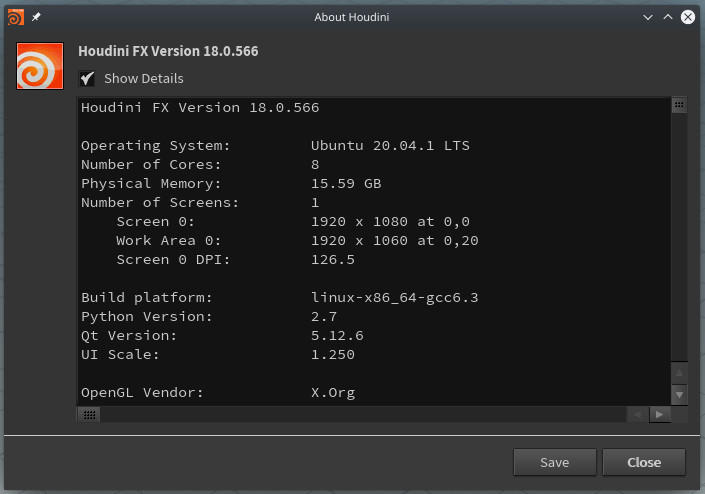 About Houdini
Houdini FX Version 18.0.566
Show Details
Houdini FX Version 18.0.566
Operating System: Ubuntu 20.04.1 LTS
Number of Cores: 8
Physical Memory: 15.59 GB
Number of Screens: 1
Screen 0: 1920 x 1080 at 0,0
Work Area 0: 1920 x 1060 at 0,20
Screen 0 DPI: 126.5
Build platform: linux-x86_64-gcc6.3
Python Version: 2.7
Qt Version: 5.12.6
UI Scale: 1.250
OpenGL Vendor: X.Org
Save Close